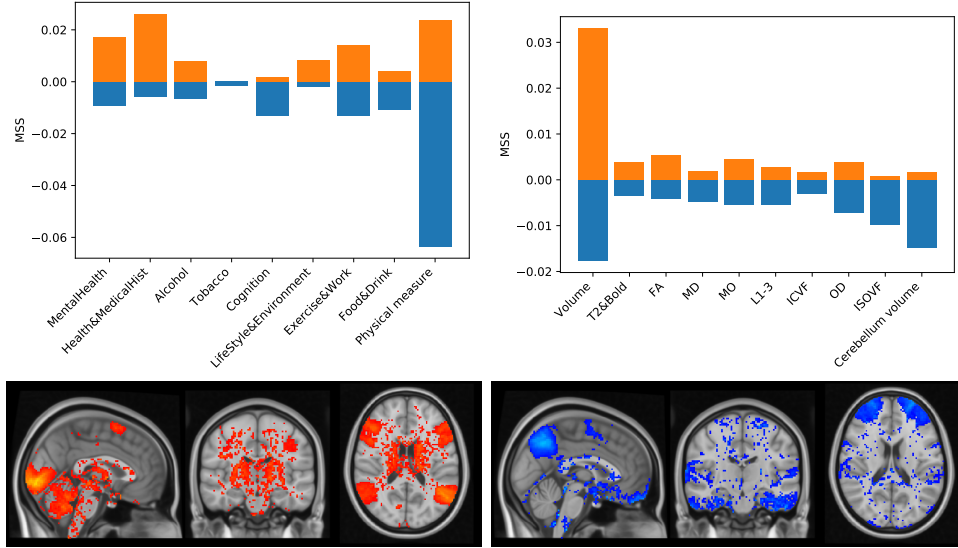 0.02
0.00
−0.02
−0.04
−0.06
MSS
MentalHealth
Health&MedicalHist
Alcohol
Tobacco
Cognition
LifeStyle&Environment
Exercise&Work
Food&Drink
Physical measure
0.03
0.02
0.01
0.00
−0.01
−0.02
MSS
Volume
T2&Bold
FA
MD
MO
L1-3
ICVF
OD
ISOVF
Cerebellum volume